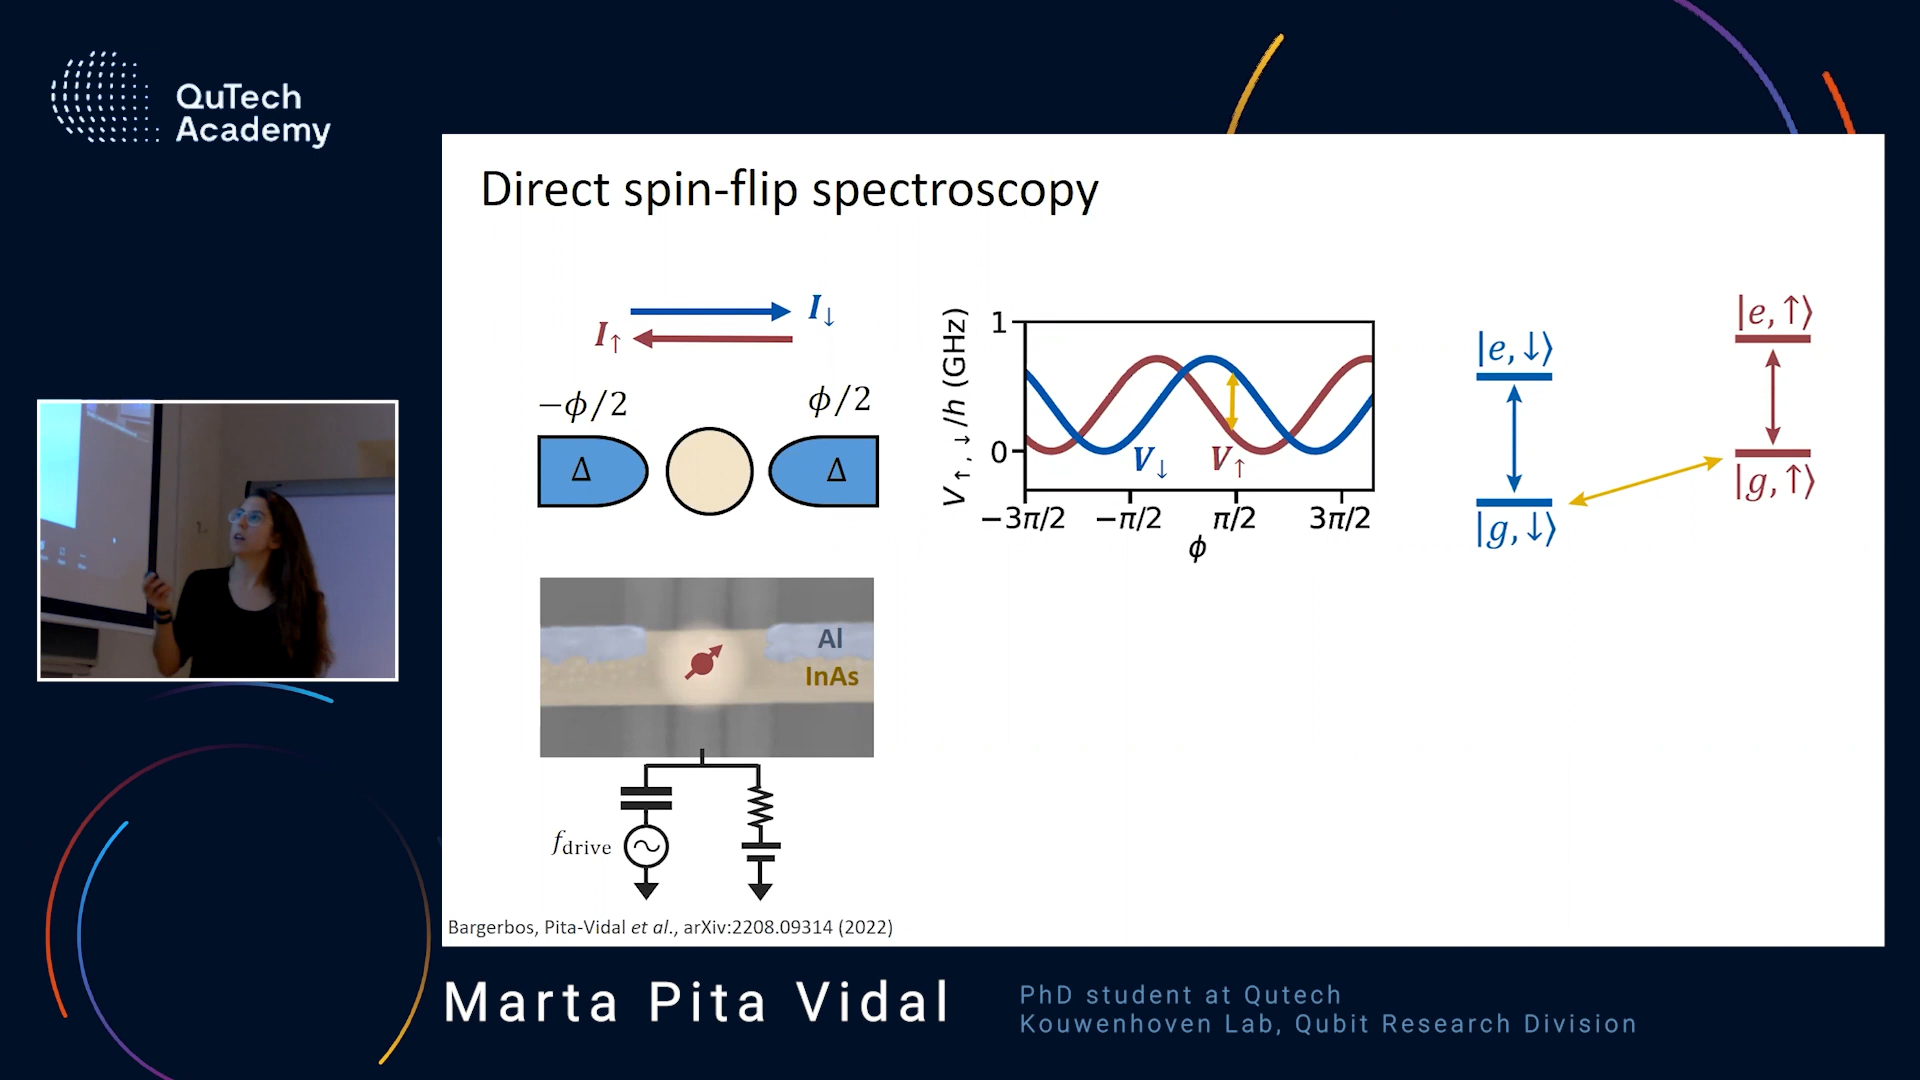 QuTech
Academy
Direct spin-flip spectroscopy
I↓
I↑
−ϕ/2
ϕ/2
Δ
Δ
V↑,↓/h (GHz)
1
0
V↓
V↑
−3π/2
−π/2
π/2
3π/2
ϕ
|e,↓⟩
|g,↓⟩
|e,↑⟩
|g,↑⟩
Al
InAs
fdrive
Bargerbos, Pita-Vidal et al., arXiv:2208.09314 (2022)
Marta Pita Vidal
PhD student at Qutech
Kouwenhoven Lab, Qubit Research Division